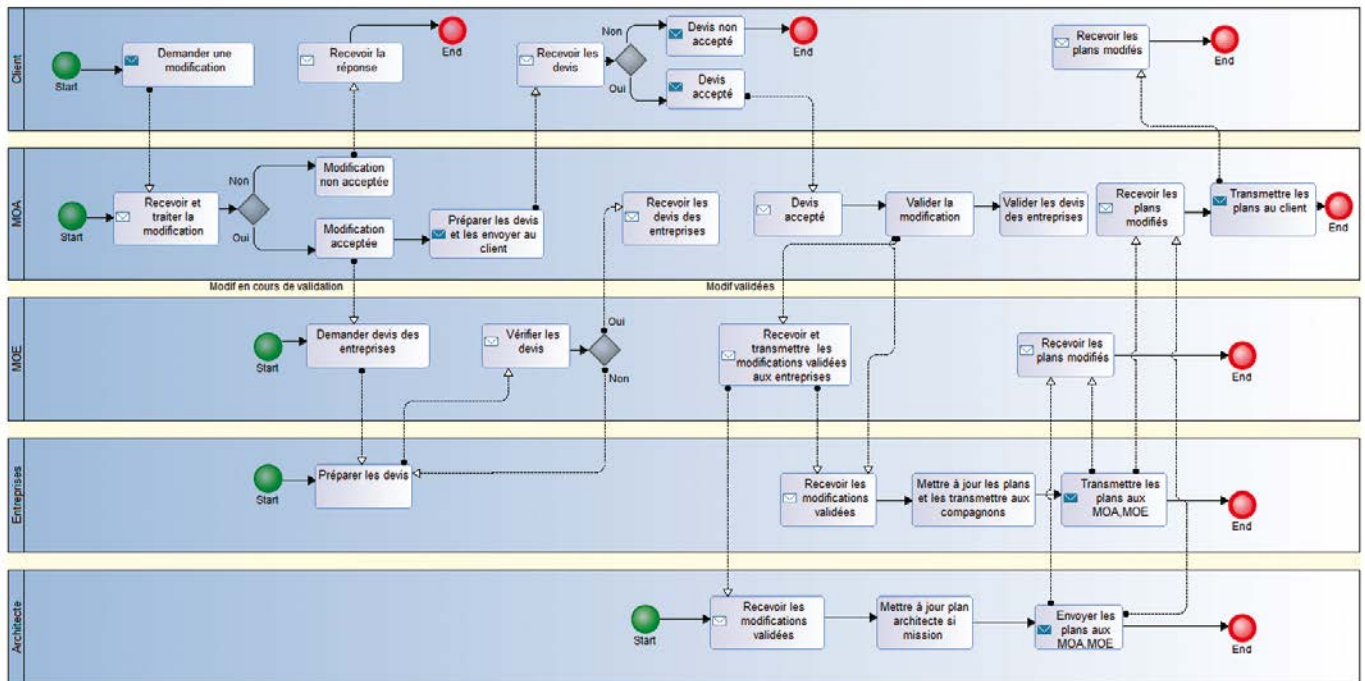 Client
Start
Demander une
modification
Recevoir la
réponse
End
Recevoir les
devis
Non
Oui
Devis non
accepté
End
Devis
accepté
Recevoir les
plans modifés
End
MOA
Start
Recevoir et
traiter la
modification
Non
Oui
Modification
non acceptée
Modification
acceptée
Préparer les devis
et les envoyer au
client
Recevoir les
devis des
entreprises
Devis
accepté
Valider la
modification
Valider les devis
des entreprises
Recevoir les
plans
modifiés
Transmettre les
plans au client
End
Modif en cours de validation
Modif validées
MOE
Start
Demander devis des
entreprises
Vérifier les
devis
Oui
Non
Recevoir et
transmettre les
modifications validées
aux entreprises
Recevoir les
plans modifiés
End
Entreprises
Start
Préparer les devis
Recevoir les
modifications
validées
Mettre à jour les plans
et les transmettre aux
compagnons
Transmettre les
plans aux
MOA,MOE
End
Architecte
Start
Recevoir les
modifications
validées
Mettre à jour plan
architecte si
mission
Envoyer les
plans aux
MOA,MOE
End